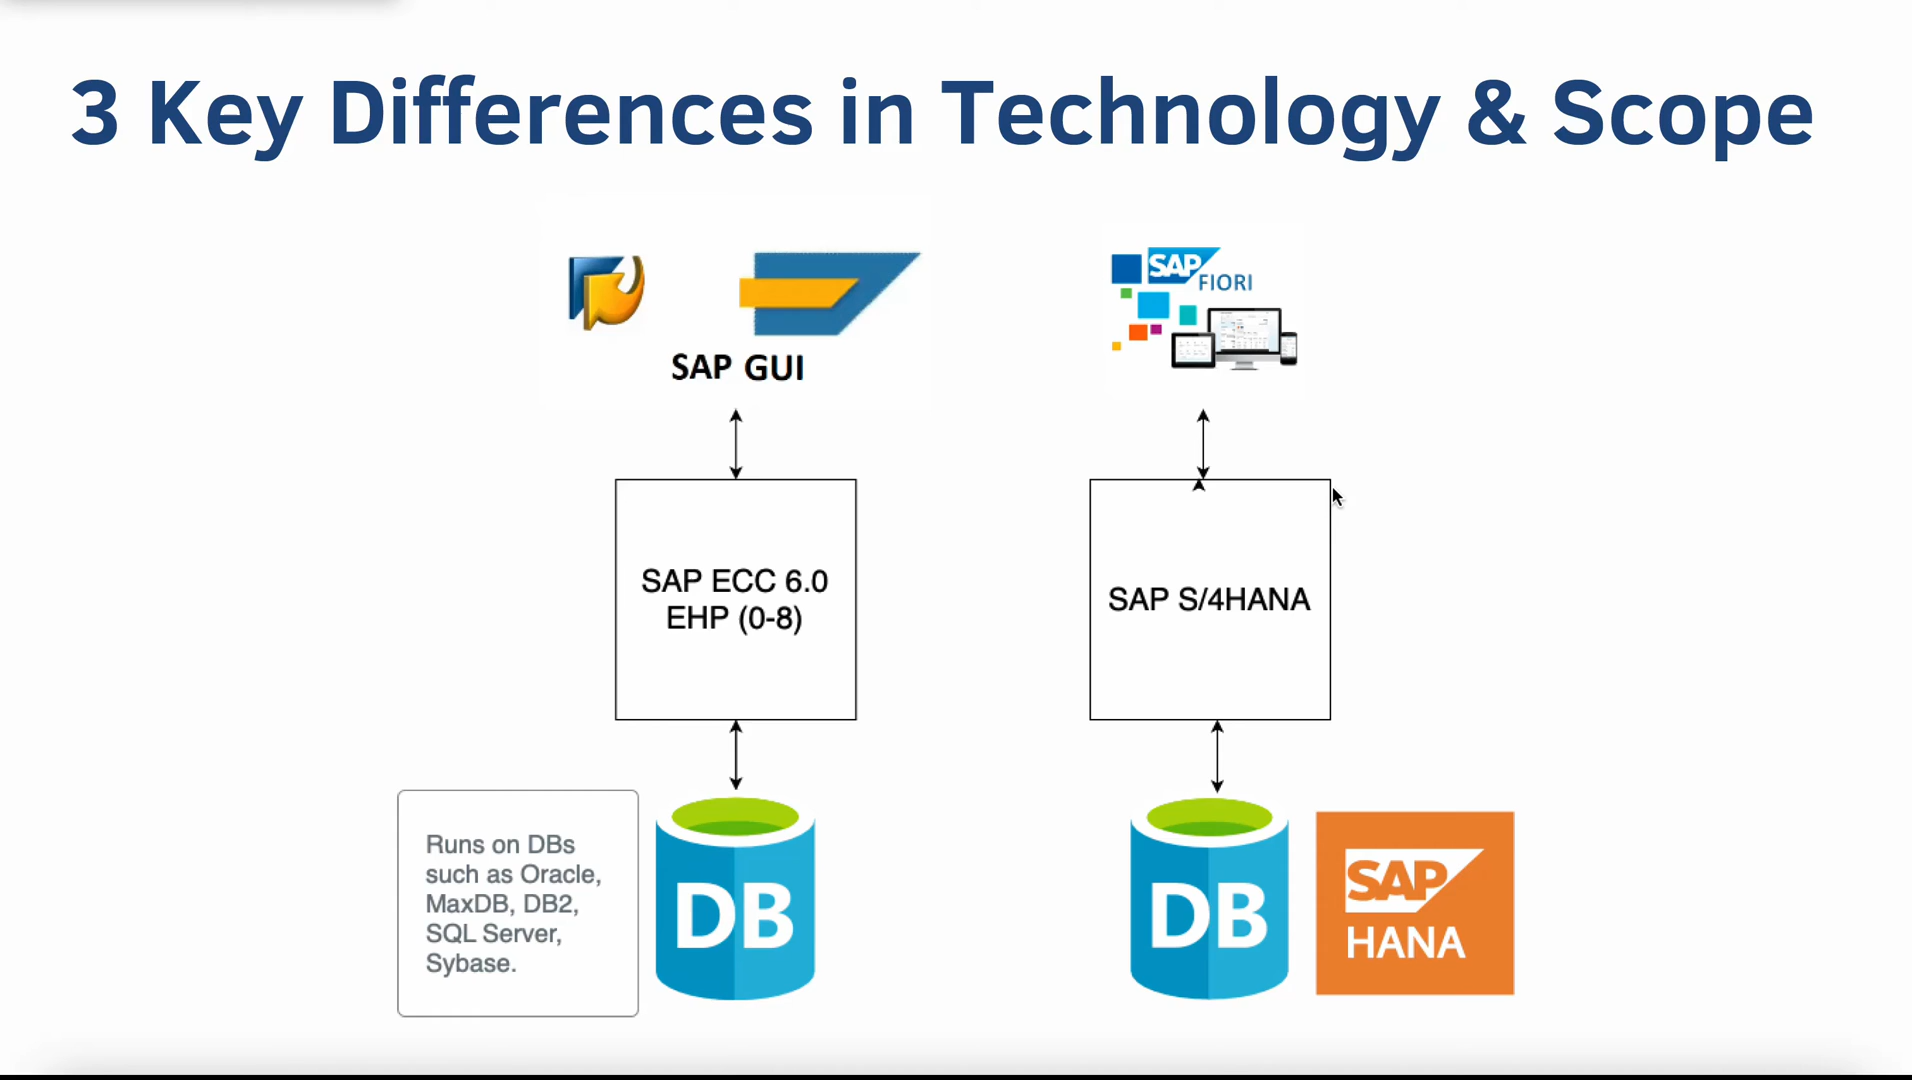 3 Key Differences in Technology & Scope
SAP GUI
SAP
FIORI
SAP ECC 6.0
EHP (0-8)
SAP S/4HANA
Runs on DBs
such as Oracle,
MaxDB, DB2,
SQL Server,
Sybase.
DB
DB
SAP
HANA